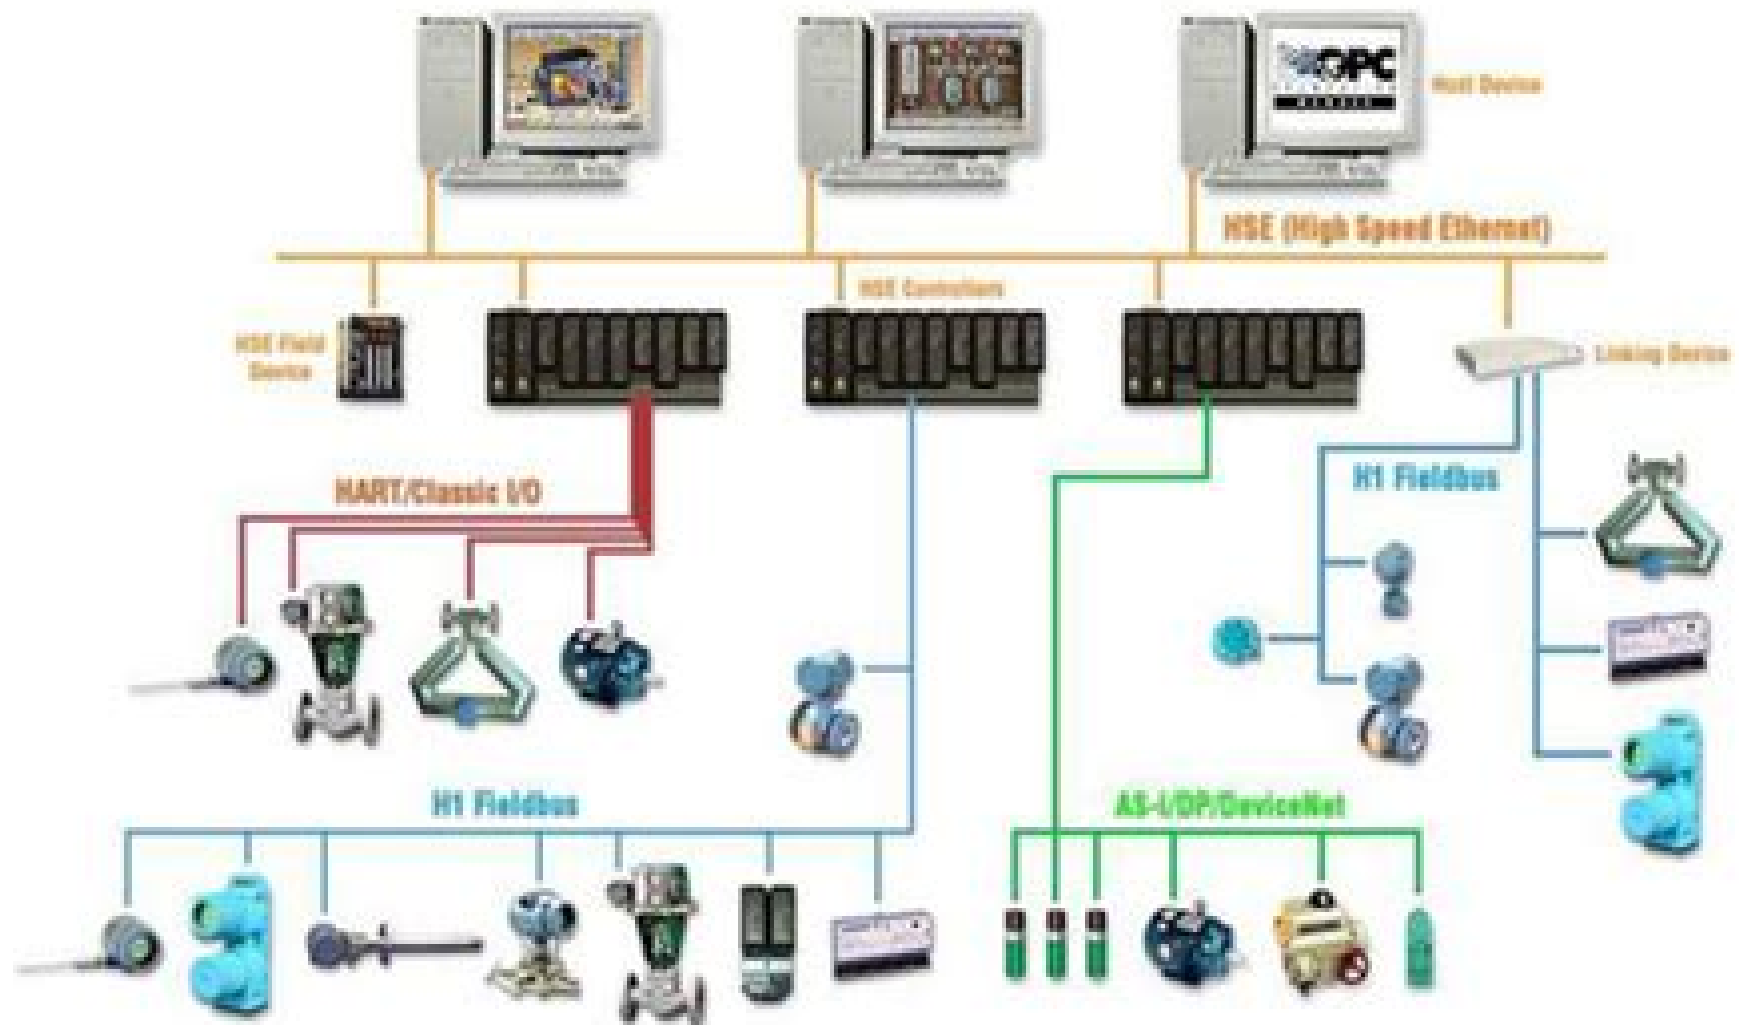 OPC
Host Device
HSE (High Speed Ethernet)
HSE Controllers
HSE Field
Device
Linking Device
HART/Classic I/O
H1 Fieldbus
H1 Fieldbus
AS-i/DP/DeviceNet